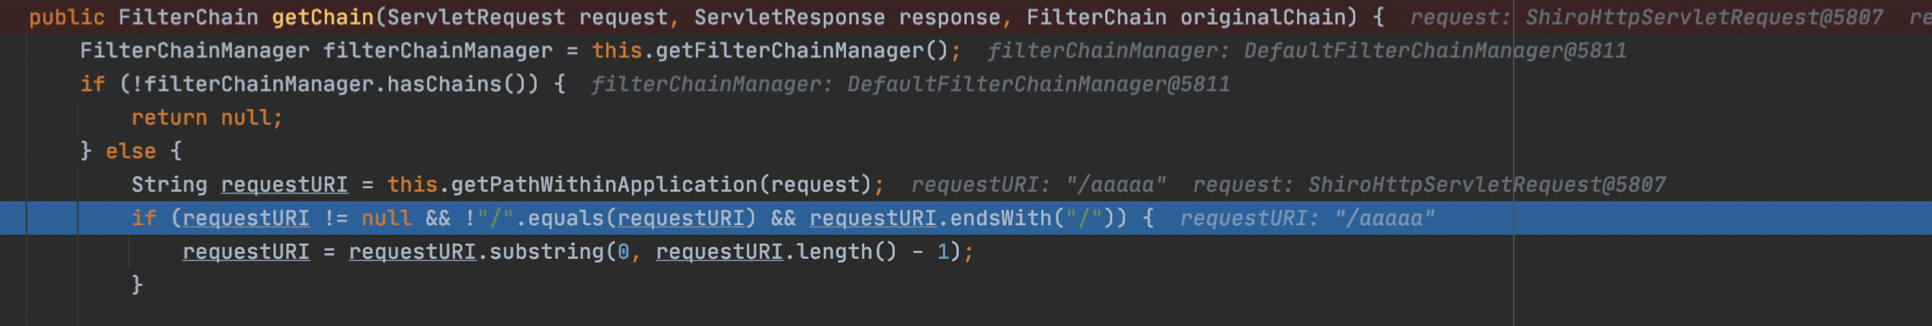 public FilterChain getChain(ServletRequest request, ServletResponse response, FilterChain originalChain) {  request: ShiroHttpServletRequest@5807  re
FilterChainManager filterChainManager = this.getFilterChainManager();  filterChainManager: DefaultFilterChainManager@5811
if (!filterChainManager.hasChains()) {  filterChainManager: DefaultFilterChainManager@5811
return null;
} else {
String requestURI = this.getPathWithinApplication(request);  requestURI: "/aaaaa"  request: ShiroHttpServletRequest@5807
if (requestURI != null && !"/".equals(requestURI) && requestURI.endsWith("/")) {  requestURI: "/aaaaa"
requestURI = requestURI.substring(0, requestURI.length() - 1);
}